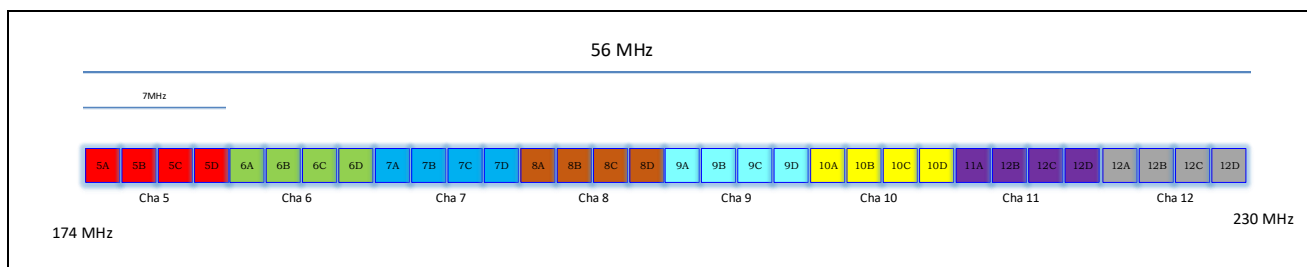 56 MHz
7MHz
5A 5B 5C 5D 6A 6B 6C 6D 7A 7B 7C 7D 8A 8B 8C 8D 9A 9B 9C 9D 10A 10B 10C 10D 11A 12B 12C 12D 12A 12B 12C 12D
Cha 5 Cha 6 Cha 7 Cha 8 Cha 9 Cha 10 Cha 11 Cha 12
174 MHz 230 MHz